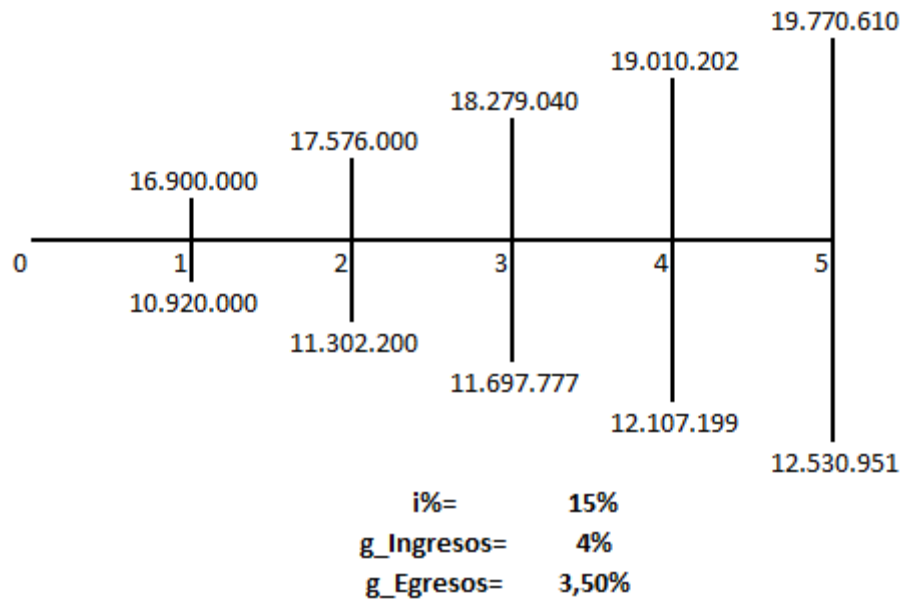 19.770.610
19.010.202
18.279.040
17.576.000
16.900.000
0 1 2 3 4 5
10.920.000
11.302.200
11.697.777
12.107.199
12.530.951
i%= 15%
g_Ingresos= 4%
g_Egresos= 3,50%